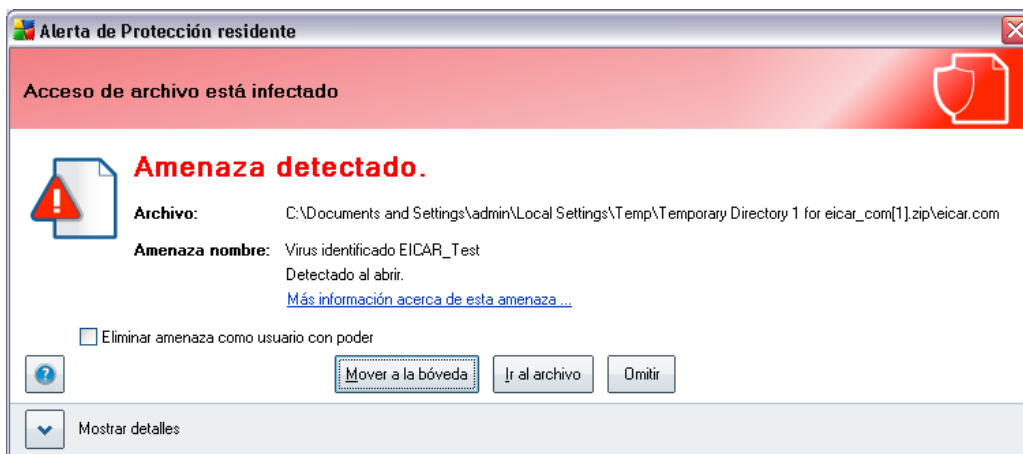 Alerta de Protección residente
Acceso de archivo está infectado
Amenaza detectado.
Archivo: C:\Documents and Settings\admin\Local Settings\Temp\Temporary Directory 1 for eicar_com[1].zip\eicar.com
Amenaza nombre: Virus identificado EICAR_Test
Detectado al abrir.
Más información acerca de esta amenaza ...
Eliminar amenaza como usuario con poder
Mover a la bóveda Ir al archivo Omitir
Mostrar detalles